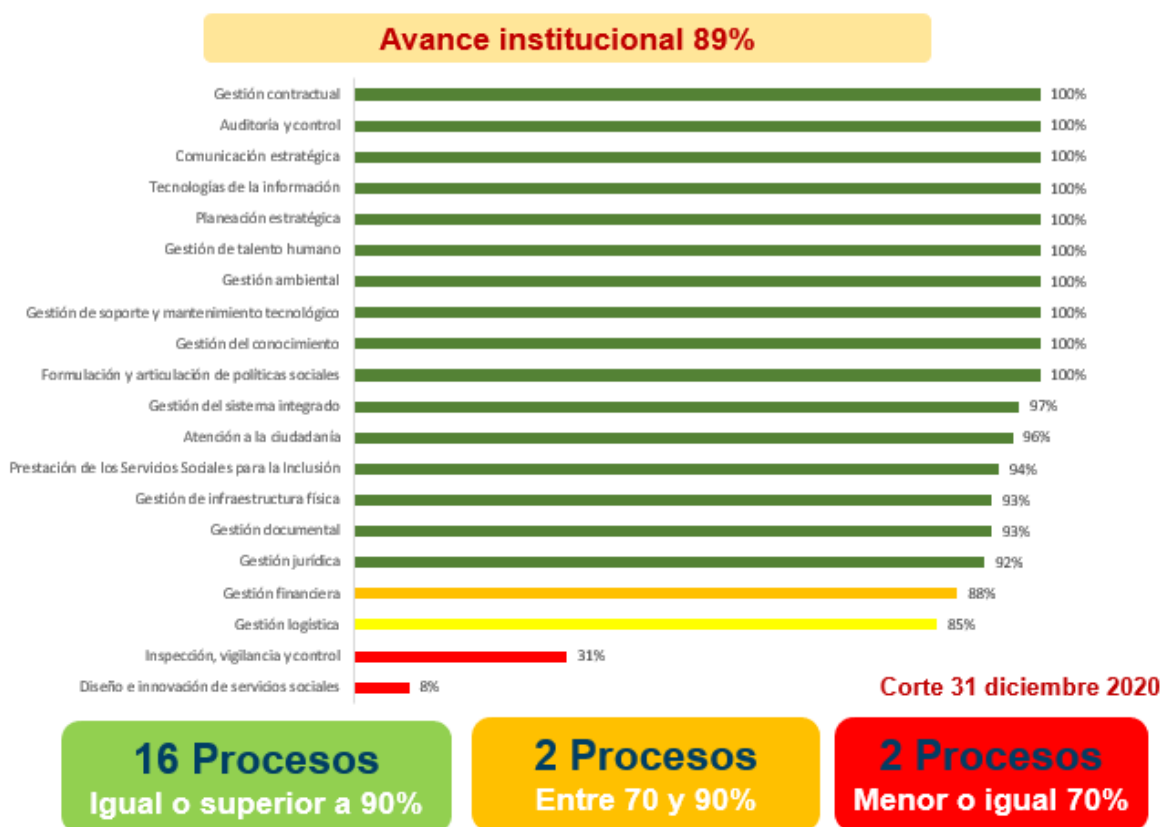 Avance institucional 89%
Gestión contractual 100%
Auditoria y control 100%
Comunicación estratégica 100%
Tecnologías de la información 100%
Planeación estratégica 100%
Gestión de talento humano 100%
Gestión ambiental 100%
Gestión de soporte y mantenimiento tecnológico 100%
Gestión del conocimiento 100%
Formulación y articulación de políticas sociales 100%
Gestión del sistema integrado 97%
Atención a la ciudadanía 96%
Prestación de los Servicios Sociales para la Inclusión 94%
Gestión de infraestructura física 93%
Gestión documental 93%
Gestión jurídica 92%
Gestión financiera 88%
Gestión logística 85%
Inspección, vigilancia y control 31%
Diseño e innovación de servicios sociales 8%
Corte 31 diciembre 2020
16 Procesos
Igual o superior a 90%
2 Procesos
Entre 70 y 90%
2 Procesos
Menor o igual 70%